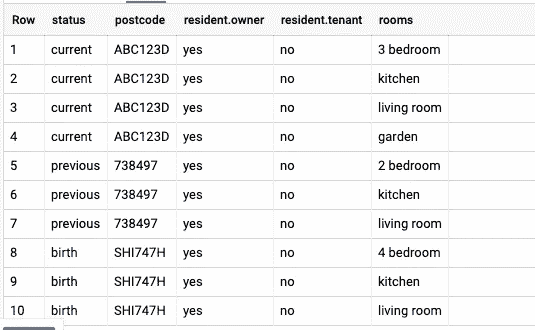 Row status postcode resident.owner resident.tenant rooms
1 current ABC123D yes no 3 bedroom
2 current ABC123D yes no kitchen
3 current ABC123D yes no living room
4 current ABC123D yes no garden
5 previous 738497 yes no 2 bedroom
6 previous 738497 yes no kitchen
7 previous 738497 yes no living room
8 birth SHI747H yes no 4 bedroom
9 birth SHI747H yes no kitchen
10 birth SHI747H yes no living room